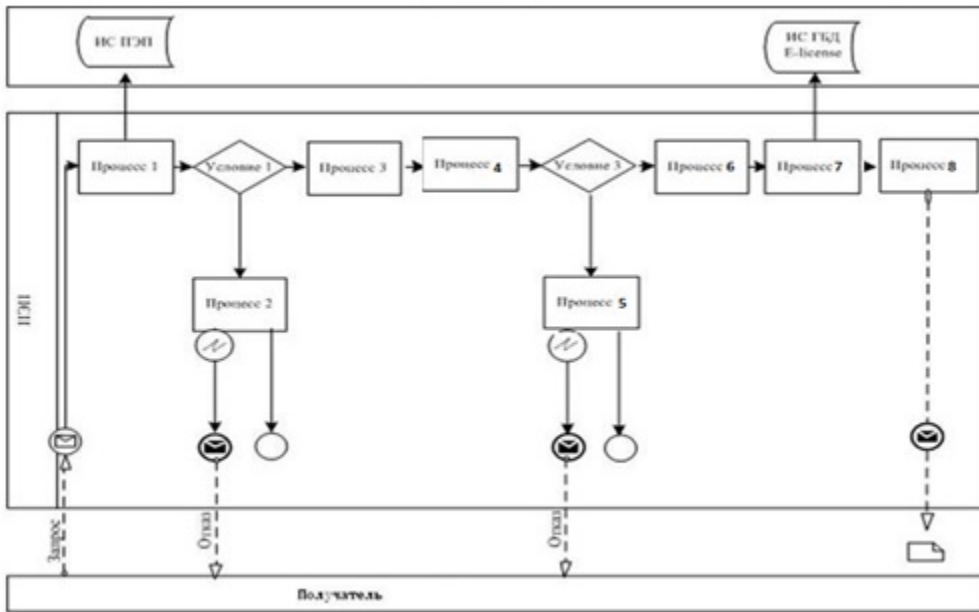 ИС ПЭП
ИС ГБД
E-license
Процесс 1
Условие 1
Процесс 3
Процесс 4
Условие 3
Процесс 6
Процесс 7
Процесс 8
Процесс 2
Процесс 5
Запрос
Отказ
Отказ
Получатель